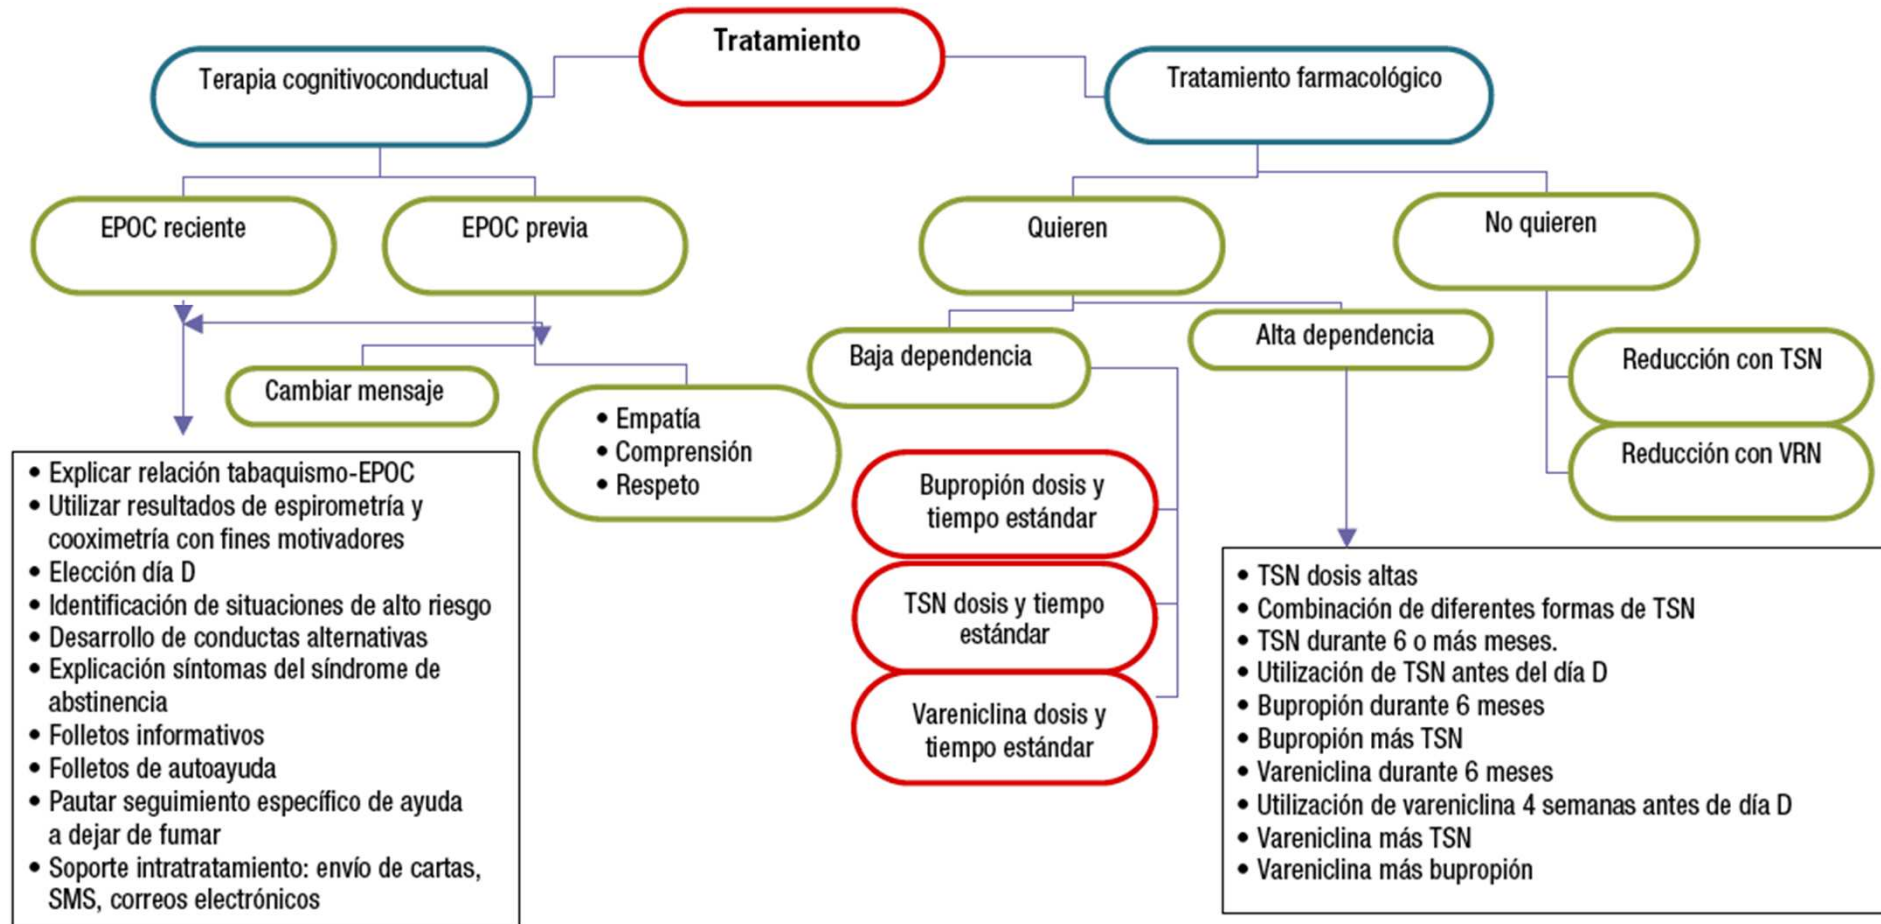 Tratamiento
Terapia cognitivoconductual
Tratamiento farmacológico
EPOC reciente
EPOC previa
Quieren
No quieren
Cambiar mensaje
• Empatía
• Comprensión
• Respeto
Baja dependencia
Alta dependencia
Reducción con TSN
Reducción con VRN
• Explicar relación tabaquismo-EPOC
• Utilizar resultados de espirometría y
cooximetría con fines motivadores
• Elección día D
• Identificación de situaciones de alto riesgo
• Desarrollo de conductas alternativas
• Explicación síntomas del síndrome de
abstinencia
• Folletos informativos
• Folletos de autoayuda
• Pautar seguimiento específico de ayuda
a dejar de fumar
• Soporte intratratamiento: envío de cartas,
SMS, correos electrónicos
Bupropión dosis y
tiempo estándar
TSN dosis y tiempo
estándar
Vareniclina dosis y
tiempo estándar
• TSN dosis altas
• Combinación de diferentes formas de TSN
• TSN durante 6 o más meses.
• Utilización de TSN antes del día D
• Bupropión durante 6 meses
• Bupropión más TSN
• Vareniclina durante 6 meses
• Utilización de vareniclina 4 semanas antes de día D
• Vareniclina más TSN
• Vareniclina más bupropión